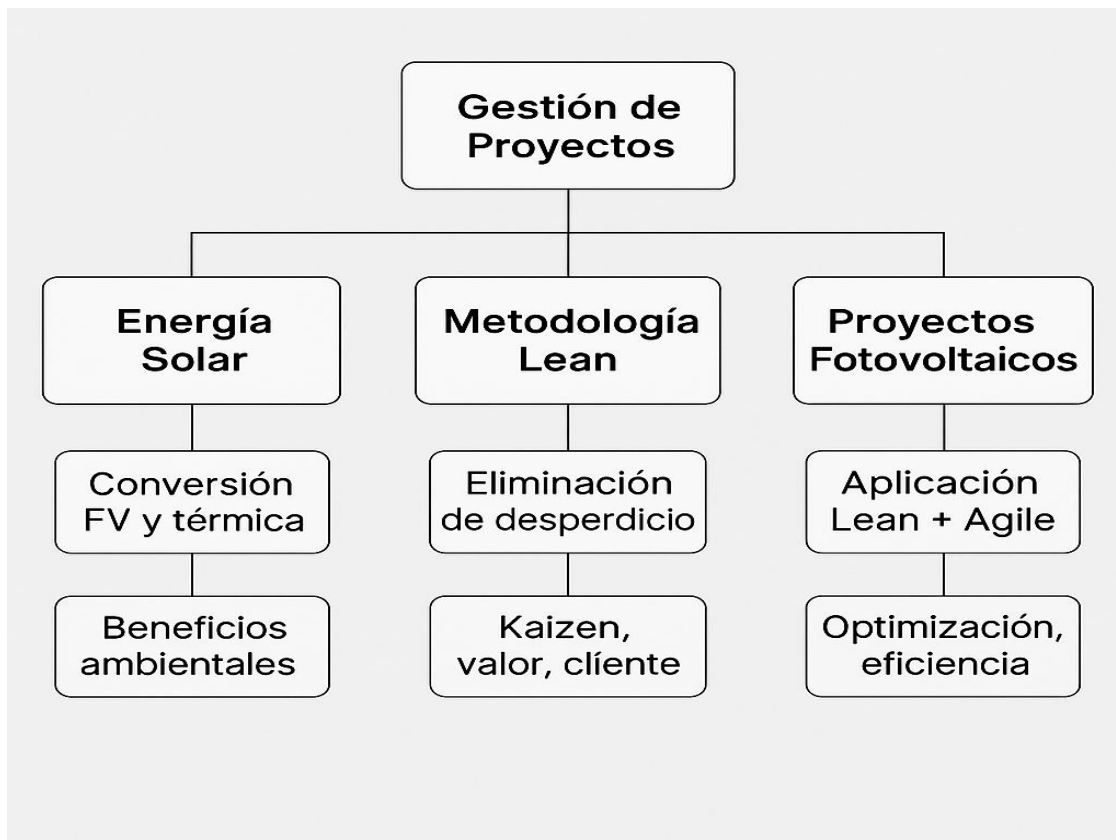 Gestión de
Proyectos
Energía
Solar
Metodología
Lean
Proyectos
Fotovoltaicos
Conversión
FV y térmica
Eliminación
de desperdicio
Aplicación
Lean + Agile
Beneficios
ambientales
Kaizen,
valor, clíente
Optimización,
eficiencia